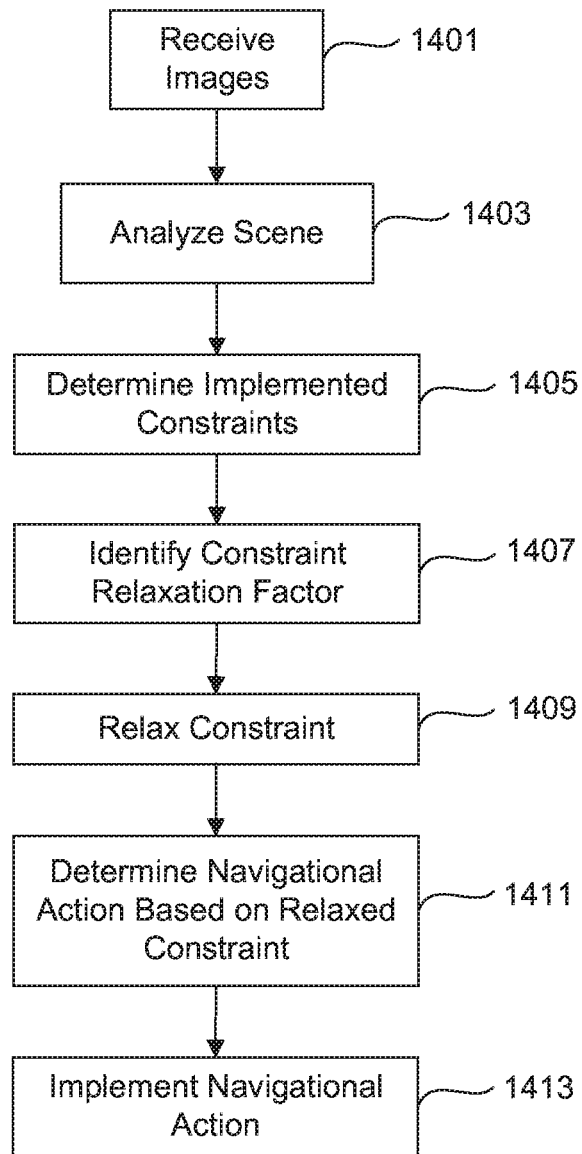 Receive
Images
1401
Analyze Scene
1403
Determine Implemented
Constraints
1405
Identify Constraint
Relaxation Factor
1407
Relax Constraint
1409
Determine Navigational
Action Based on Relaxed
Constraint
1411
Implement Navigational
Action
1413